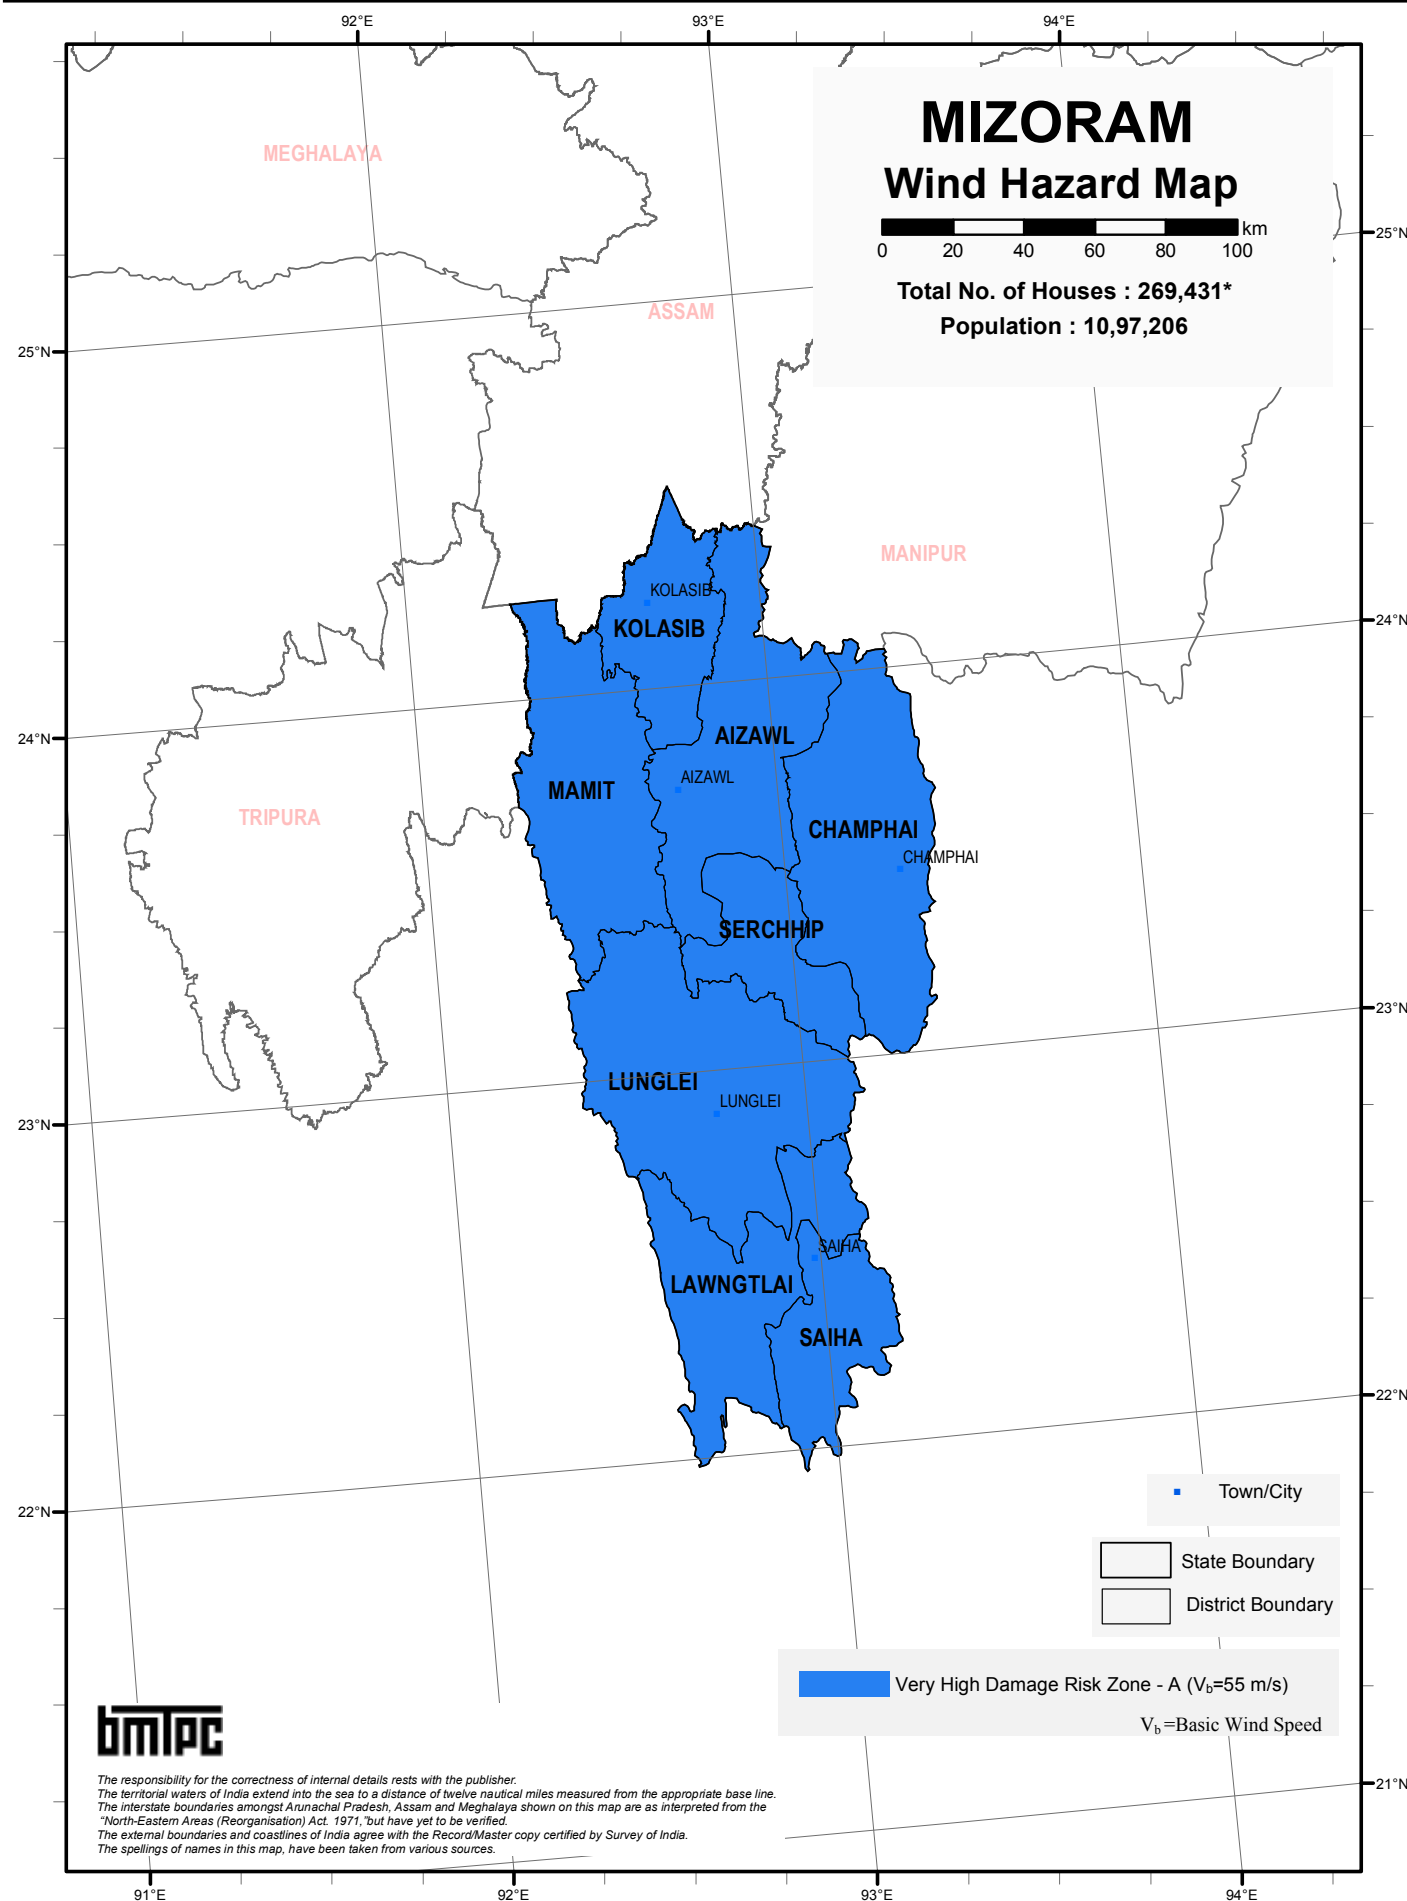 92°E
93°E
94°E
MIZORAM
Wind Hazard Map
km
0 20 40 60 80 100
Total No. of Houses : 269,431*
Population : 10,97,206
MEGHALAYA
ASSAM
25°N
25°N
MANIPUR
KOLASIB
KOLASIB
24°N
24°N
AIZAWL
AIZAWL
MAMIT
TRIPURA
CHAMPHAI
CHAMPHAI
SERCHHIP
23°N
23°N
LUNGLEI
LUNGLEI
SAIHA
LAWNGTLAI
SAIHA
22°N
22°N
Town/City
State Boundary
District Boundary
Very High Damage Risk Zone - A (Vb=55 m/s)
Vb=Basic Wind Speed
bmTpc
The responsibility for the correctness of internal details rests with the publisher.
The territorial waters of India extend into the sea to a distance of twelve nautical miles measured from the appropriate base line.
The interstate boundaries amongst Arunachal Pradesh, Assam and Meghalaya shown on this map are as interpreted from the
"North-Eastern Areas (Reorganisation) Act. 1971,"but have yet to be verified.
The external boundaries and coastlines of India agree with the Record/Master copy certified by Survey of India.
The spellings of names in this map, have been taken from various sources.
21°N
91°E
92°E
93°E
94°E